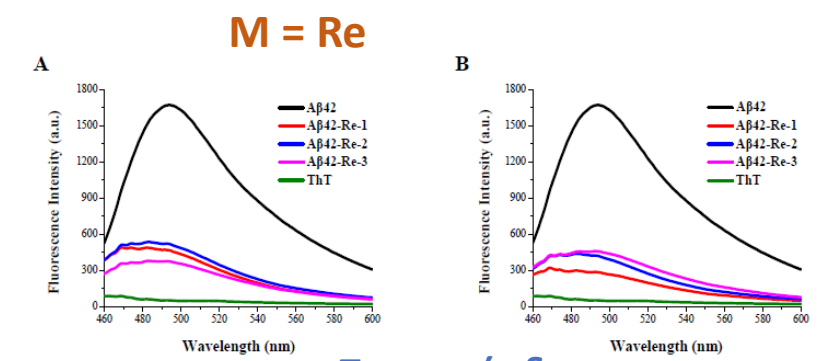 M = Re
A
Fluorescence Intensity (a.u.)
1800
1500
1200
900
600
300
0
460 480 500 520 540 560 580 600
Wavelength (nm)
Aβ42
Aβ42-Re-1
Aβ42-Re-2
Aβ42-Re-3
ThT
B
Fluorescence Intensity (a.u.)
1800
1500
1200
900
600
300
0
460 480 500 520 540 560 580 600
Wavelength (nm)
Aβ42
Aβ42-Re-1
Aβ42-Re-2
Aβ42-Re-3
ThT